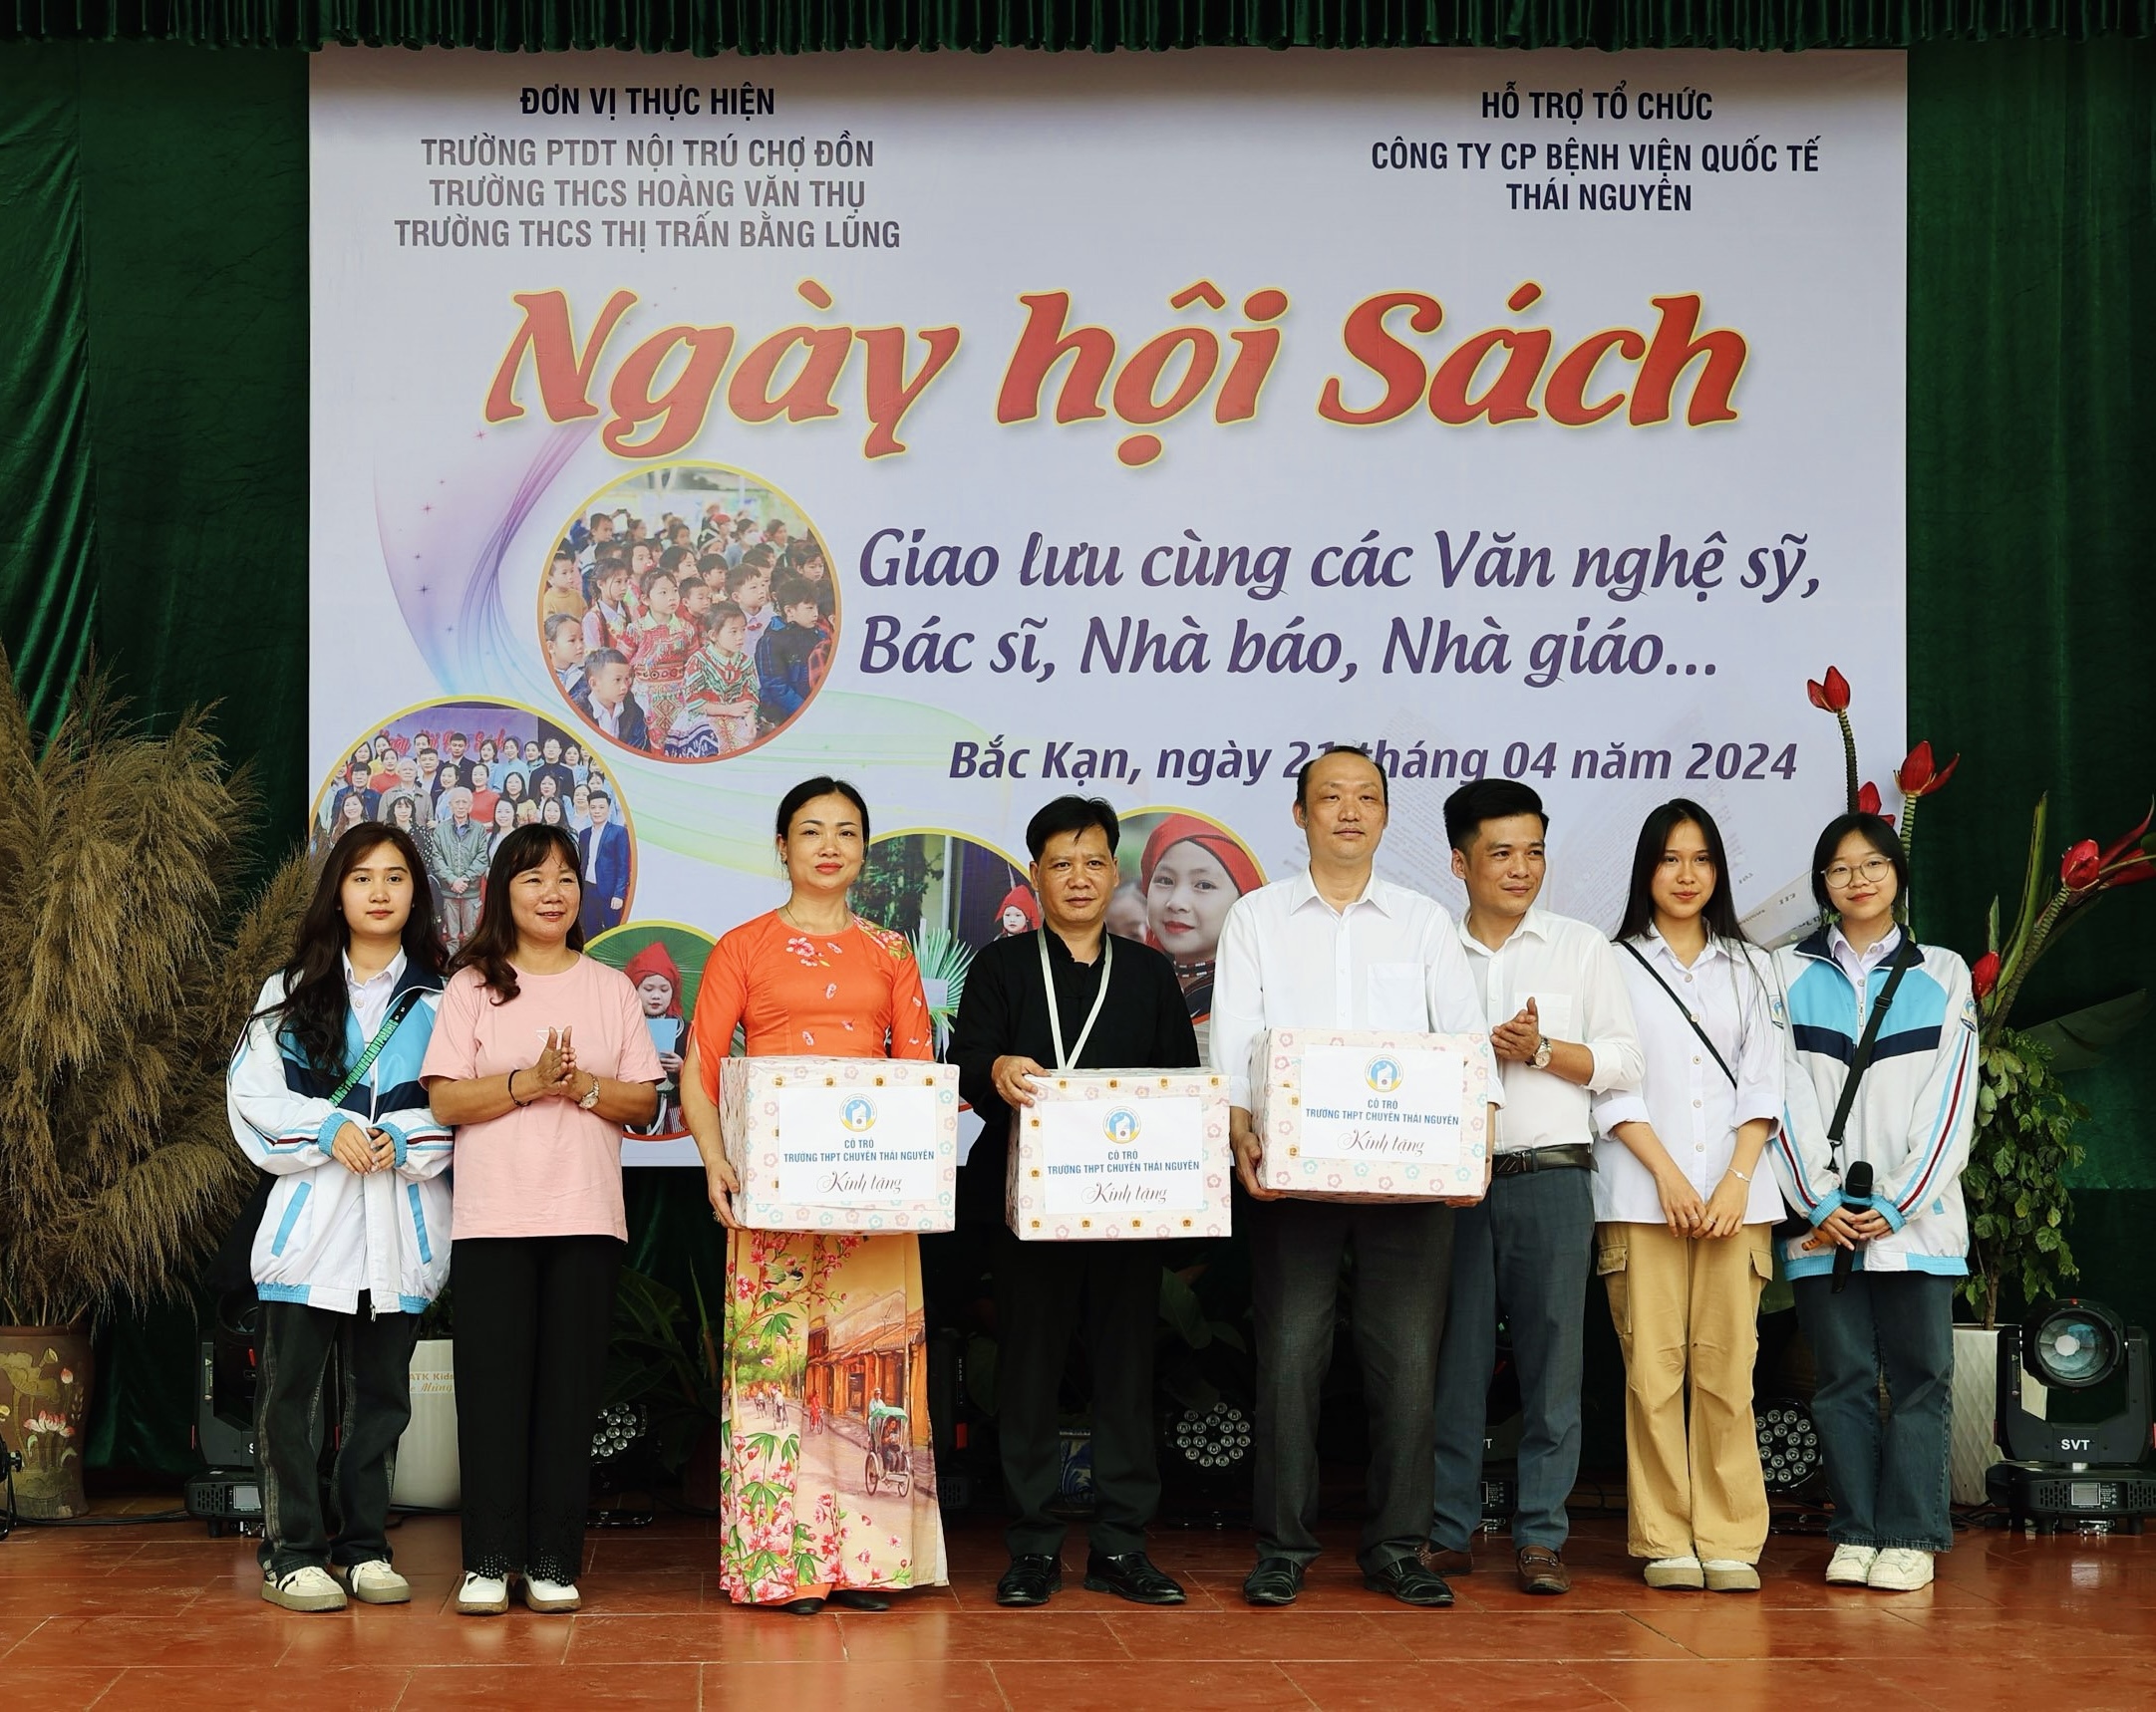 ĐƠN VỊ THỰC HIỆN
TRƯỜNG PTDT NỘI TRÚ CHỢ ĐỒN
TRƯỜNG THCS HOÀNG VĂN THỤ
TRƯỜNG THCS THỊ TRẤN BẰNG LŨNG
HỖ TRỢ TỔ CHỨC
CÔNG TY CP BỆNH VIỆN QUỐC TẾ
THÁI NGUYÊN
Ngày hội Sách
Giao lưu cùng các Văn nghệ sỹ,
Bác sĩ, Nhà báo, Nhà giáo...
Bắc Kạn, ngày 21 tháng 04 năm 2024
CÔ TRÒ
TRƯỜNG THPT CHUYÊN THÁI NGUYÊN
Kính tặng
CÔ TRÒ
TRƯỜNG THPT CHUYÊN THÁI NGUYÊN
Kính tặng
CÔ TRÒ
TRƯỜNG THPT CHUYÊN THÁI NGUYÊN
Kính tặng
ATK Kids
SVT